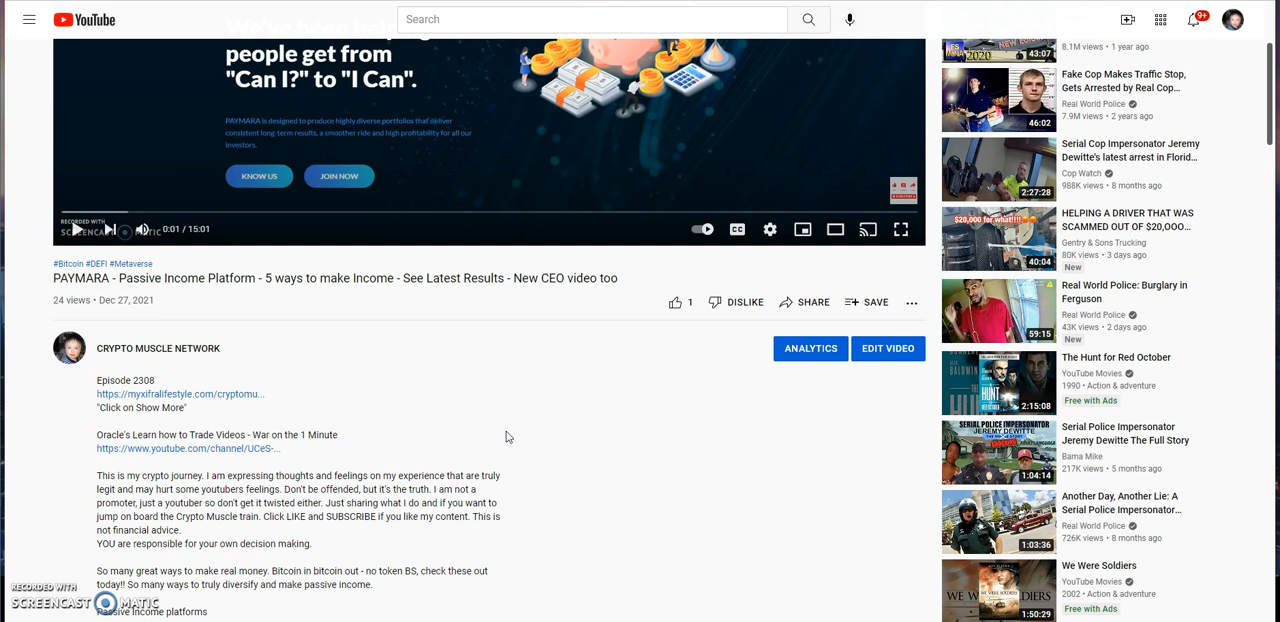 YouTube
Search
9+
people get from
"Can I?" to "I Can".
PAYMARA is designed to produce highly diverse portfolios that deliver
consistent long-term results, a smoother ride and high profitability for all our
investors.
KNOW US
JOIN NOW
RECORDED WITH
SCREENCAST MATIC
0:01 / 15:01
CC
#Bitcoin #DEFI #Metaverse
PAYMARA - Passive Income Platform - 5 ways to make income - See Latest Results - New CEO video too
24 views • Dec 27, 2021
1
DISLIKE
SHARE
SAVE
CRYPTO MUSCLE NETWORK
ANALYTICS
EDIT VIDEO
Episode 2308
https://myxifralifestyle.com/cryptomu...
"Click on Show More"
Oracle's Learn how to Trade Videos - War on the 1 Minute
https://www.youtube.com/channel/UCeS-...
This is my crypto journey. I am expressing thoughts and feelings on my experience that are truly
legit and may hurt some youtubers feelings. Don't be offended, but it's the truth. I am not a
promoter, just a youtuber so don't get it twisted either. Just sharing what I do and if you want to
jump on board the Crypto Muscle train. Click LIKE and SUBSCRIBE if you like my content. This is
not financial advice.
YOU are responsible for your own decision making.
So many great ways to make real money. Bitcoin in bitcoin out - no token BS, check these out
today!! So many ways to truly diversify and make passive income.
Passive Income platforms
RECORDED WITH
SCREENCAST MATIC
2020
43:07
8.1M views • 1 year ago
46:02
Fake Cop Makes Traffic Stop,
Gets Arrested by Real Cop...
Real World Police
7.9M views • 2 years ago
2:27:28
Serial Cop Impersonator Jeremy
Dewitte's latest arrest in Florid...
Cop Watch
988K views • 8 months ago
$20,000 for what!!!!
40:04
HELPING A DRIVER THAT WAS
SCAMMED OUT OF $20,OOO...
Gentry & Sons Trucking
80K views • 3 days ago
New
59:15
Real World Police: Burglary in
Ferguson
Real World Police
43K views • 2 days ago
New
THE HUNT
2:15:08
The Hunt for Red October
YouTube Movies
1990 • Action & adventure
Free with Ads
SERIAL POLICE IMPERSONATOR
JEREMY DEWITTE
1:04:14
Serial Police Impersonator
Jeremy Dewitte The Full Story
Bama Mike
217K views • 5 months ago
1:03:36
Another Day, Another Lie: A
Serial Police Impersonator...
Real World Police
726K views • 8 months ago
1:50:29
We Were Soldiers
YouTube Movies
2002 • Action & adventure
Free with Ads